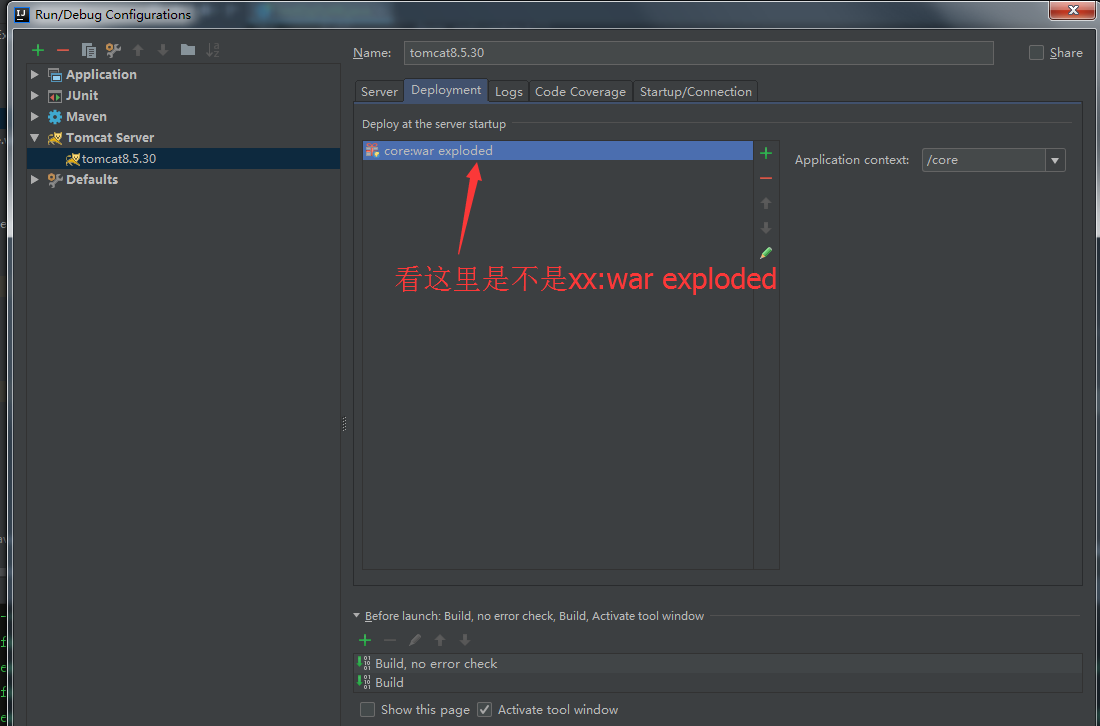 Run/Debug Configurations
Application
JUnit
Maven
Tomcat Server
tomcat8.5.30
Defaults
Name: tomcat8.5.30
Share
Server Deployment Logs Code Coverage Startup/Connection
Deploy at the server startup
core:war exploded
Application context: /core
看这里是不是xx:war exploded
Before launch: Build, no error check, Build, Activate tool window
Build, no error check
Build
Show this page Activate tool window